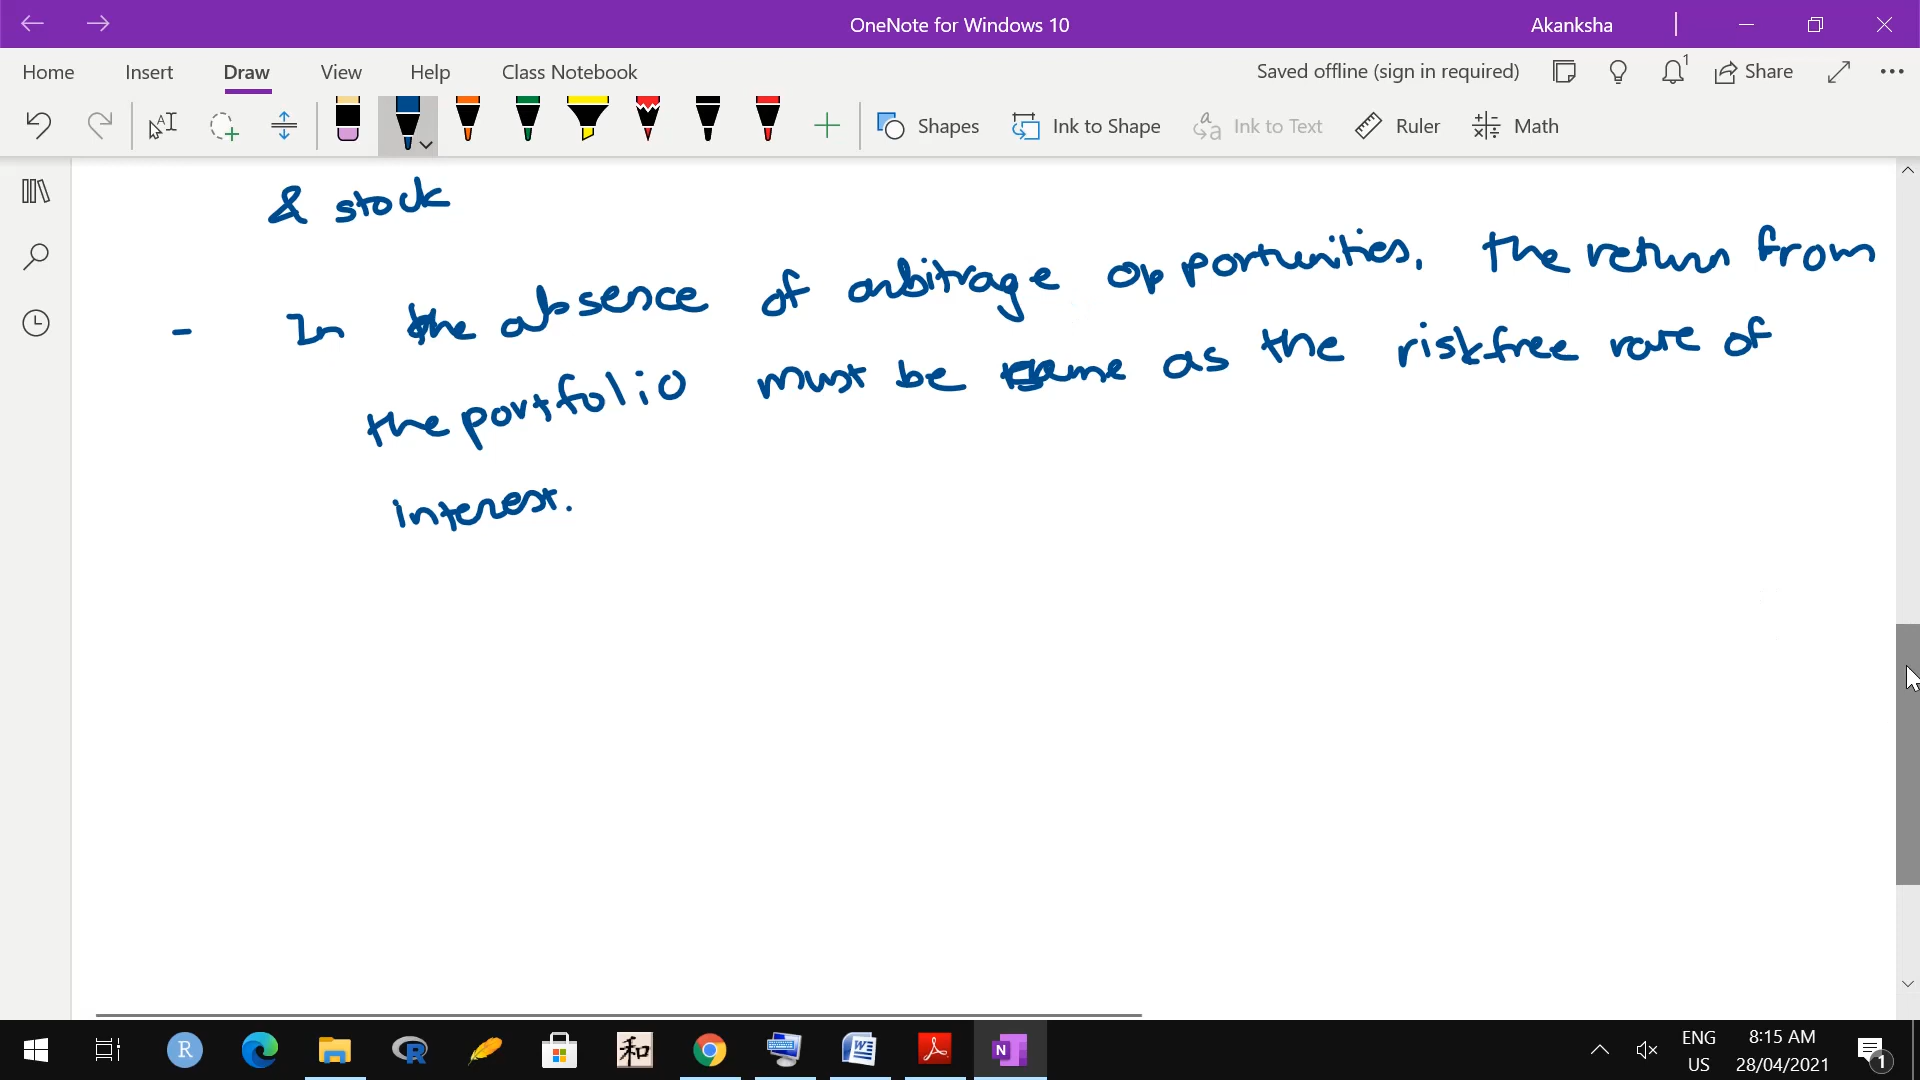 OneNote for Windows 10
Akanksha
Home Insert Draw View Help Class Notebook
Saved offline (sign in required)
1
Share
Shapes
Ink to Shape
Ink to Text
Ruler
Math
& stock
- In the absence of arbitrage opportunities, the return from
the portfolio must be same as the riskfree rate of
interest.
ENG
US
8:15 AM
28/04/2021
1